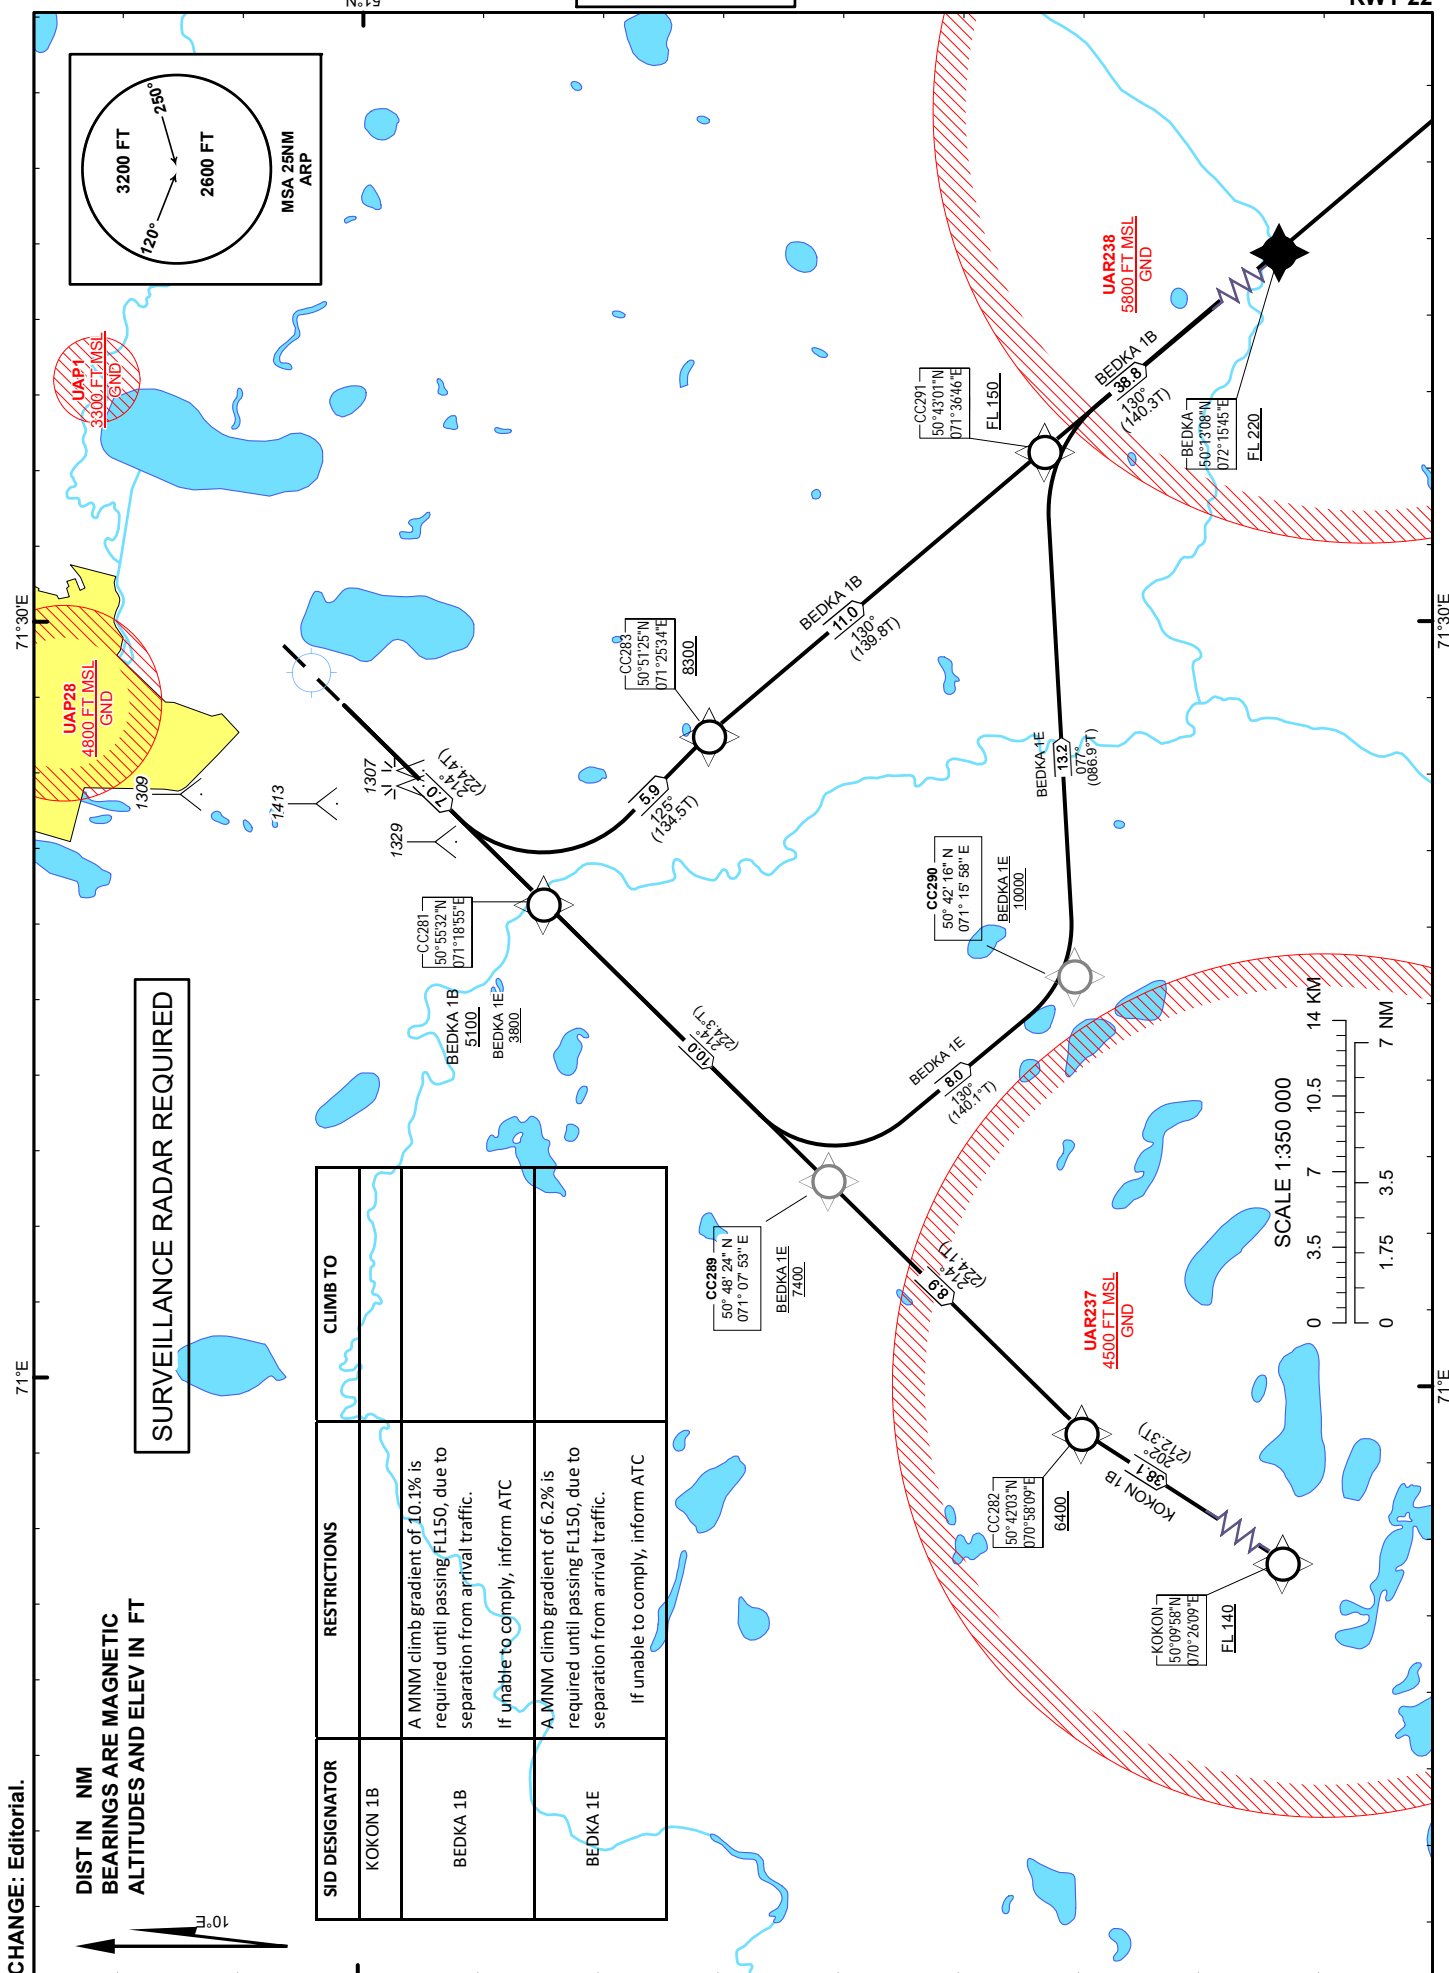 CHANGE: Editorial.
DIST IN NM
BEARINGS ARE MAGNETIC
ALTITUDES AND ELEV IN FT
10°E
SURVEILLANCE RADAR REQUIRED
SID DESIGNATOR
RESTRICTIONS
CLIMB TO
KOKON 1B
BEDKA 1B
A MNM climb gradient of 10.1% is
required until passing FL150, due to
separation from arrival traffic.
If unable to comply, inform ATC
BEDKA 1E
A MNM climb gradient of 6.2% is
required until passing FL150, due to
separation from arrival traffic.
If unable to comply, inform ATC
71°E
71°30'E
51°N
RWY 22
UAP28
4800 FT MSL
GND
UAP1
3300 FT MSL
GND
120°
250°
3200 FT
2600 FT
MSA 25NM
ARP
1309
1413
1307
1329
7.0
214°
(224.4T)
CC281
50°55'32"N
071°18'55"E
BEDKA 1B
5100
BEDKA 1E
3800
5.9
125°
(134.5T)
CC283
50°51'25"N
071°25'34"E
8300
BEDKA 1B
11.0
130°
(139.8T)
CC291
50°43'01"N
071°36'46"E
FL 150
UAR238
5800 FT MSL
GND
BEDKA 1B
38.8
130°
(140.3T)
BEDKA
50°13'08"N
072°15'45"E
FL 220
10.0
214°
(224.3°T)
CC289
50° 48' 24" N
071° 07' 53" E
BEDKA 1E
7400
BEDKA 1E
8.0
130°
(140.1°T)
CC290
50° 42' 16" N
071° 15' 58" E
BEDKA 1E
10000
BEDKA 1E
13.2
077°
(086.9°T)
8.9
214°
(224.1T)
CC282
50°42'03"N
070°58'09"E
6400
UAR237
4500 FT MSL
GND
KOKON 1B
38.1
202°
(212.3T)
KOKON
50°09'58"N
070°26'09"E
FL 140
SCALE 1:350 000
0 3.5 7 10.5 14 KM
0 1.75 3.5 7 NM
71°E
71°30'E